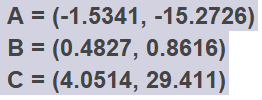 A = (-1.5341, -15.2726)
B = (0.4827, 0.8616)
C = (4.0514, 29.411)